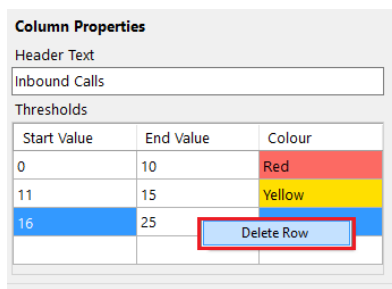 Column Properties
Header Text
Inbound Calls
Thresholds
Start Value End Value Colour
0 10 Red
11 15 Yellow
16 25
Delete Row